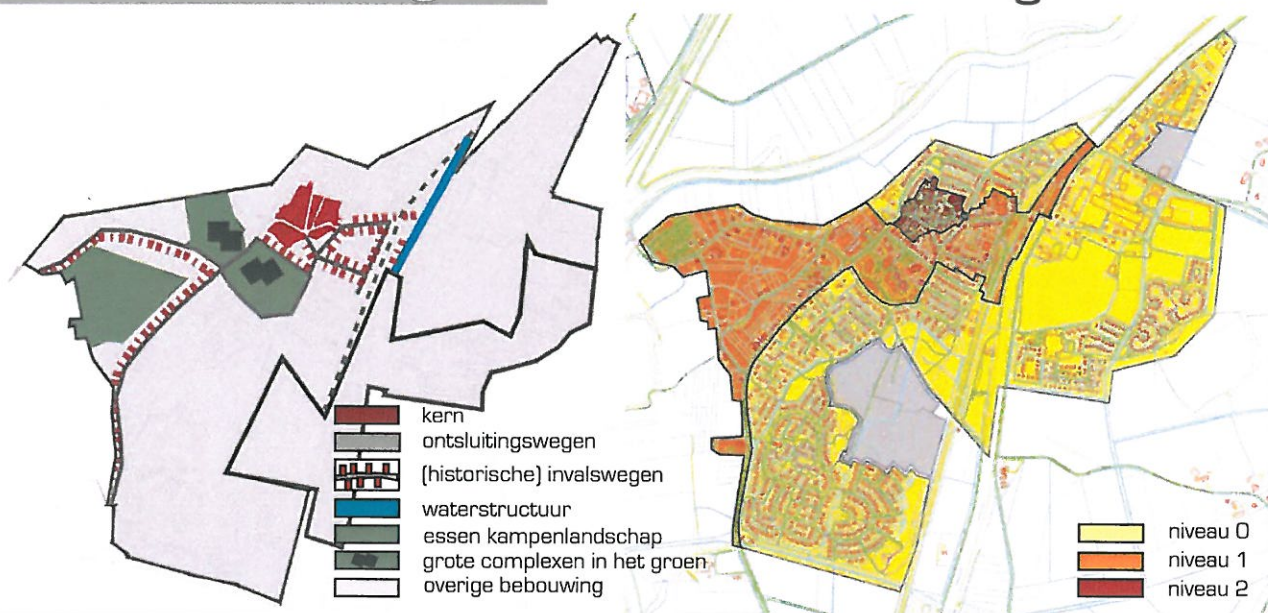 kern
ontsluitingswegen
(historische) invalswegen
waterstructuur
essen kampenlandschap
grote complexen in het groen
overige bebouwing
niveau 0
niveau 1
niveau 2